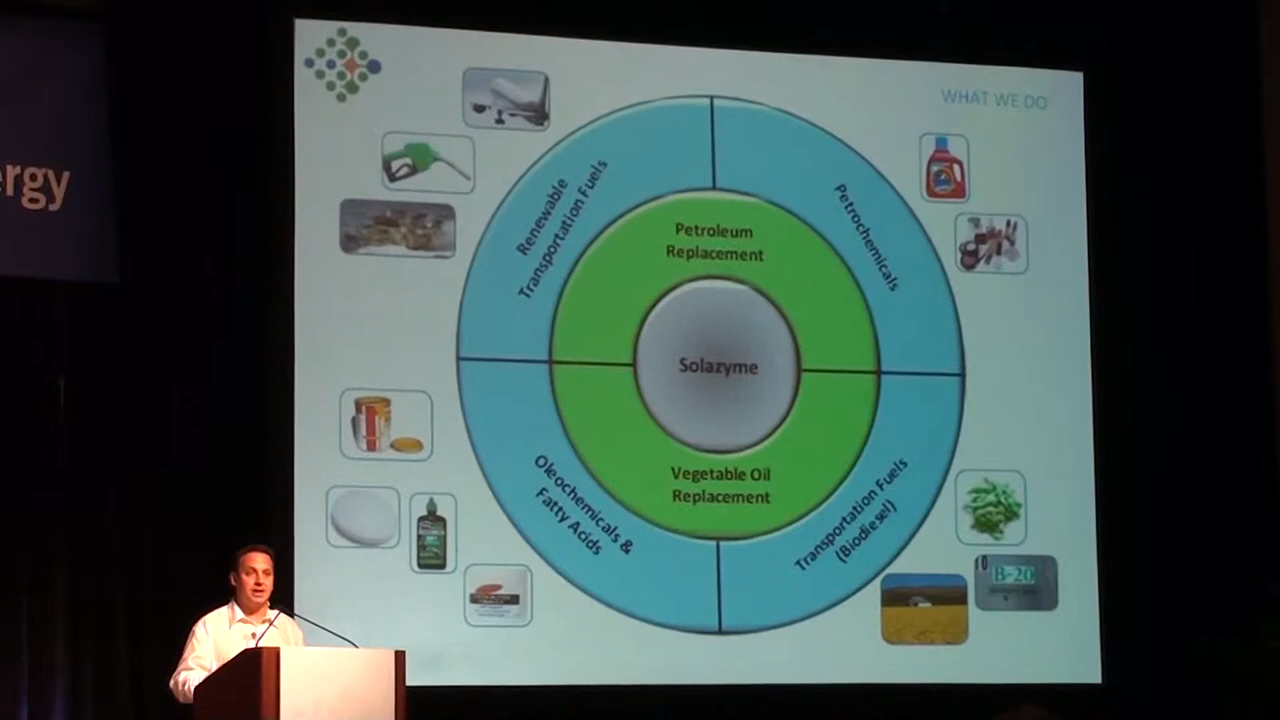 ergy
WHAT WE DO
Renewable
Transportation Fuels
Petrochemicals
Petroleum
Replacement
Solazyme
Vegetable Oil
Replacement
Oleochemicals &
Fatty Acids
Transportation Fuels
(Biodiesel)
B-20